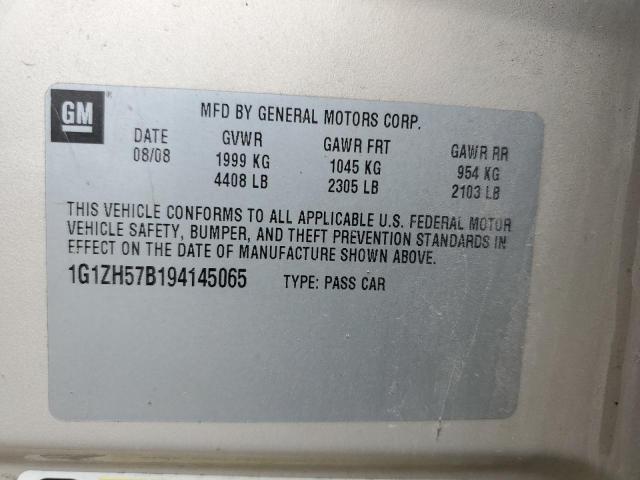 GM
MFD BY GENERAL MOTORS CORP.
DATE GVWR GAWR FRT GAWR RR
08/08 1999 KG 1045 KG 954 KG
4408 LB 2305 LB 2103 LB
THIS VEHICLE CONFORMS TO ALL APPLICABLE U.S. FEDERAL MOTOR
VEHICLE SAFETY, BUMPER, AND THEFT PREVENTION STANDARDS IN
EFFECT ON THE DATE OF MANUFACTURE SHOWN ABOVE.
1G1ZH57B194145065 TYPE: PASS CAR